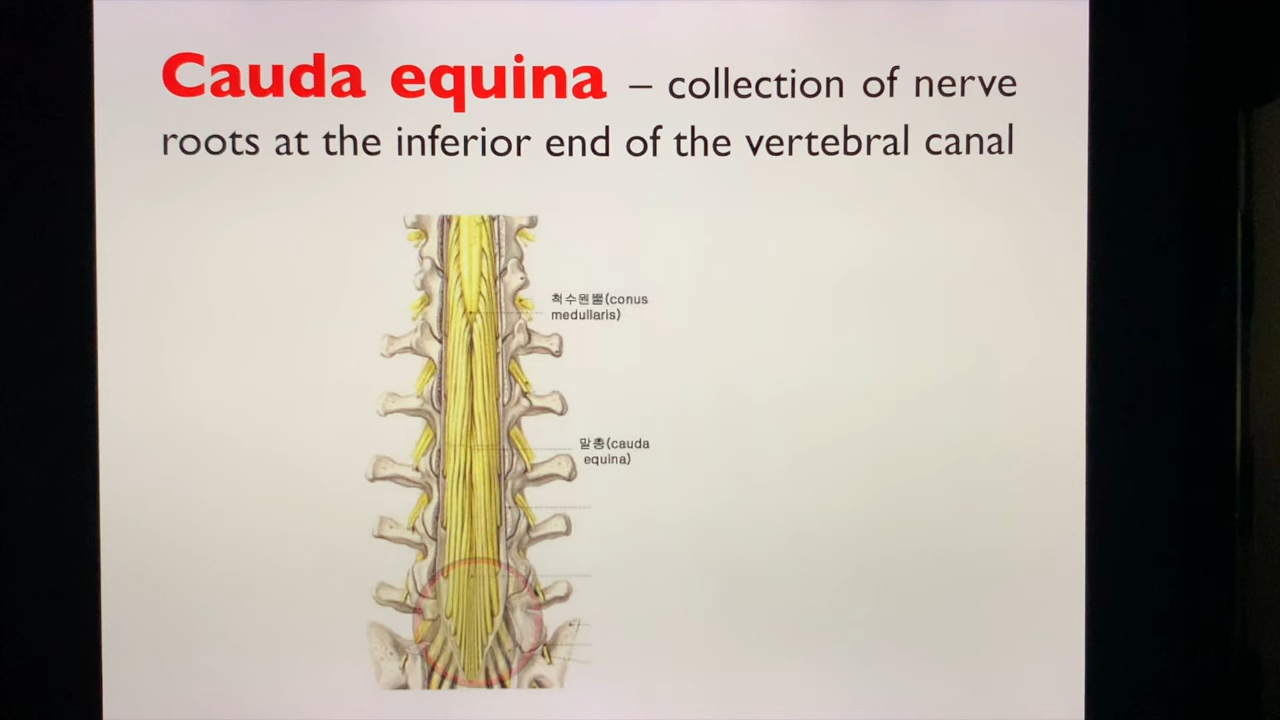 Cauda equina – collection of nerve
roots at the inferior end of the vertebral canal
척수원뿔(conus
medullaris)
말총(cauda
equina)